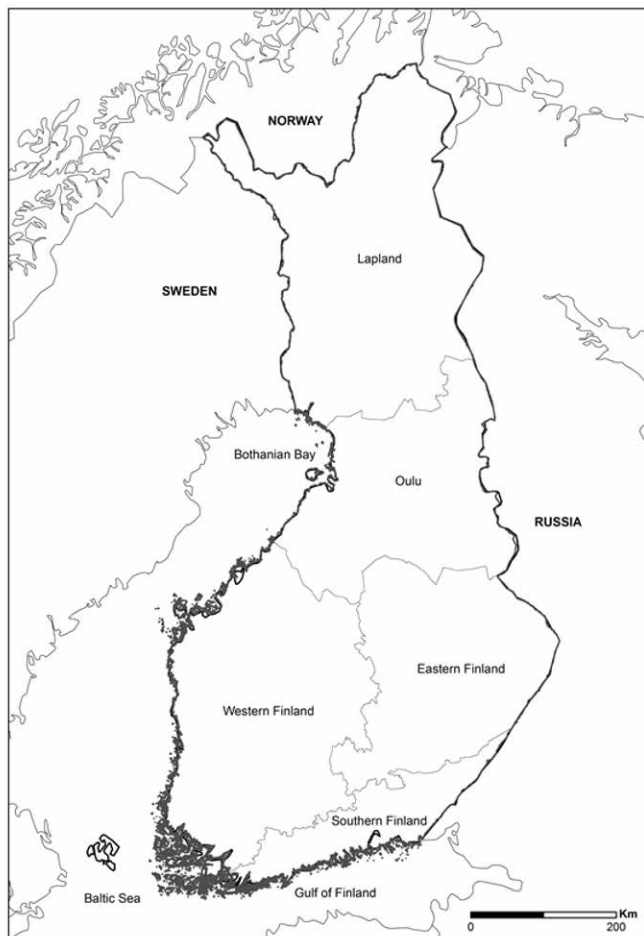 NORWAY
Lapland
SWEDEN
Bothanian Bay
Oulu
RUSSIA
Eastern Finland
Western Finland
Southern Finland
Gulf of Finland
Baltic Sea
Km
0 200